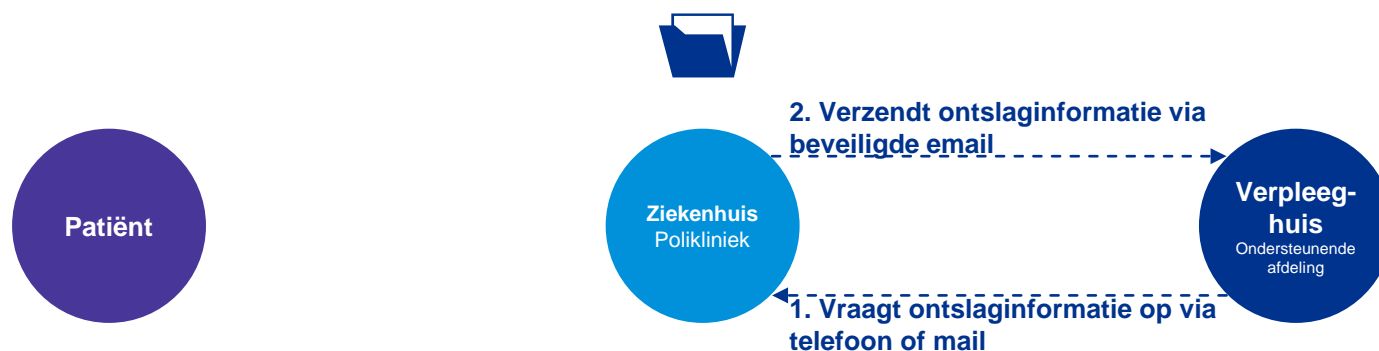 2. Verzendt ontslaginformatie via
beveiligde email
Patiënt
Ziekenhuis
Polikliniek
Verpleeg-
huis
Ondersteunende
afdeling
1. Vraagt ontslaginformatie op via
telefoon of mail